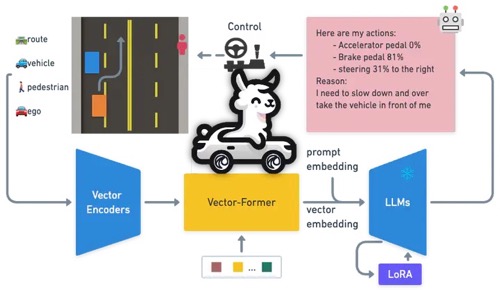 route
vehicle
pedestrian
ego
Control
Here are my actions:
- Accelerator pedal 0%
- Brake pedal 81%
- steering 31% to the right
Reason:
I need to slow down and over
take the vehicle in front of me
Vector
Encoders
Vector-Former
prompt
embedding
vector
embedding
LLMs
...
LoRA